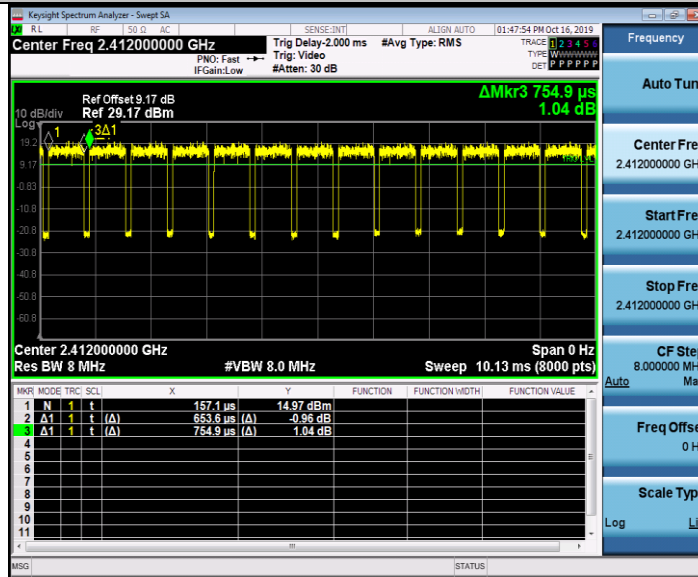 Keysight Spectrum Analyzer - Swept SA
RL RF 50 Ω AC SENSE:INT ALIGN AUTO 01:47:54 PM Oct 16, 2019
Center Freq 2.412000000 GHz
PNO: Fast
IFGain:Low
Trig Delay-2.000 ms
Trig: Video
#Atten: 30 dB
#Avg Type: RMS
TRACE 1 2 3 4 5 6
TYPE WWWWWW
DET P P P P P P
Frequency
Auto Tun
Center Fre
2.412000000 GH
Start Fre
2.412000000 GH
Stop Fre
2.412000000 GH
CF Ste
8.000000 MH
Auto Ma
Freq Offse
0 H
Scale Typ
Log Li
ΔMkr3 754.9 µs
1.04 dB
Ref Offset 9.17 dB
10 dB/div Ref 29.17 dBm
Log
1 3Δ1
19.2
9.17
-0.83
-10.8
-20.8
-30.8
-40.8
-50.8
-60.8
Center 2.412000000 GHz Span 0 Hz
Res BW 8 MHz #VBW 8.0 MHz Sweep 10.13 ms (8000 pts)
MKR MODE TRC SCL X Y FUNCTION FUNCTION WIDTH FUNCTION VALUE
1 N 1 t 157.1 µs 14.97 dBm
2 Δ1 1 t (Δ) 653.6 µs (Δ) -0.96 dB
3 Δ1 1 t (Δ) 754.9 µs (Δ) 1.04 dB
4
5
6
7
8
9
10
11
MSG STATUS